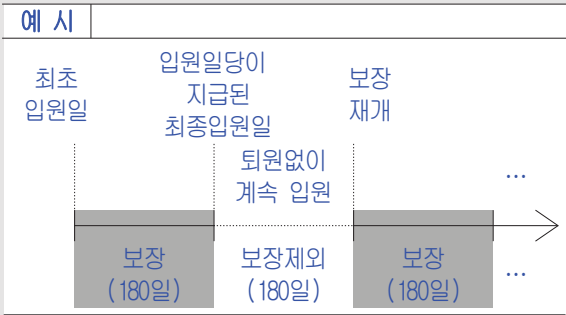 예 시
최초
입원일
입원일당이
지급된
최종입원일
보장
재개
퇴원없이
계속 입원
...
보장
(180일)
보장제외
(180일)
보장
(180일)
...